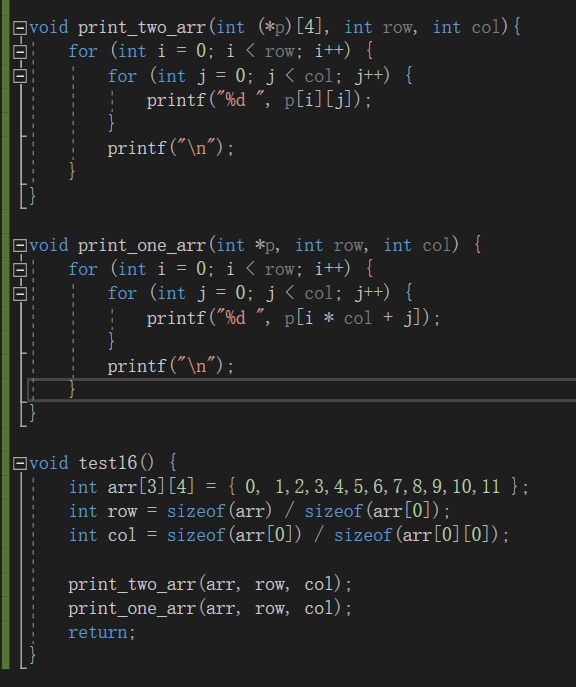 void print_two_arr(int (*p)[4], int row, int col){
    for (int i = 0; i < row; i++) {
        for (int j = 0; j < col; j++) {
            printf("%d ", p[i][j]);
        }
        printf("\n");
    }
}

void print_one_arr(int *p, int row, int col) {
    for (int i = 0; i < row; i++) {
        for (int j = 0; j < col; j++) {
            printf("%d ", p[i * col + j]);
        }
        printf("\n");
    }
}

void test16() {
    int arr[3][4] = { 0, 1,2,3,4,5,6,7,8,9,10,11 };
    int row = sizeof(arr) / sizeof(arr[0]);
    int col = sizeof(arr[0]) / sizeof(arr[0][0]);

    print_two_arr(arr, row, col);
    print_one_arr(arr, row, col);
    return;
}